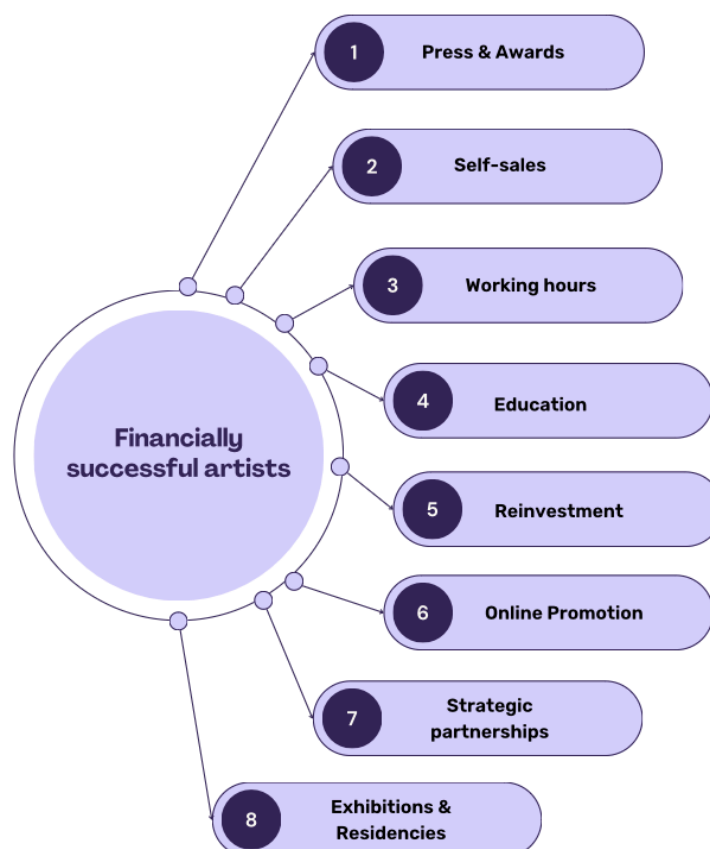 1
Press & Awards
2
Self-sales
3
Working hours
4
Education
Financially
successful artists
5
Reinvestment
6
Online Promotion
7
Strategic
partnerships
8
Exhibitions &
Residencies